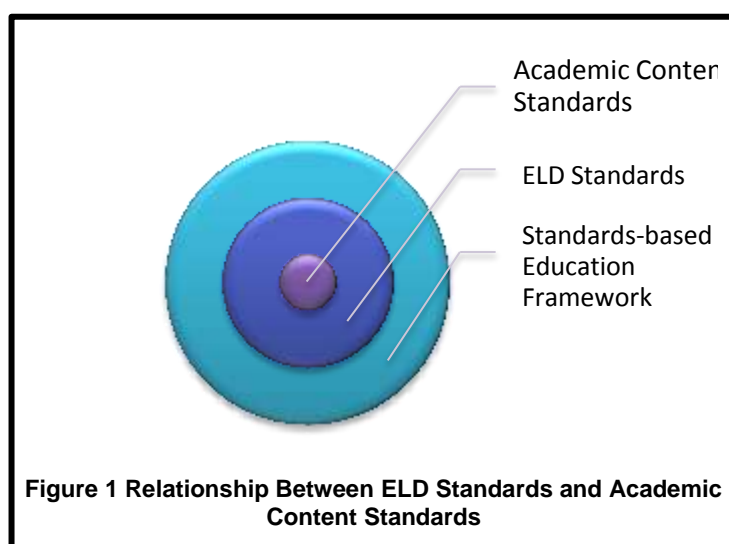 Academic Conten
Standards
ELD Standards
Standards-based
Education
Framework
Figure 1 Relationship Between ELD Standards and Academic
Content Standards